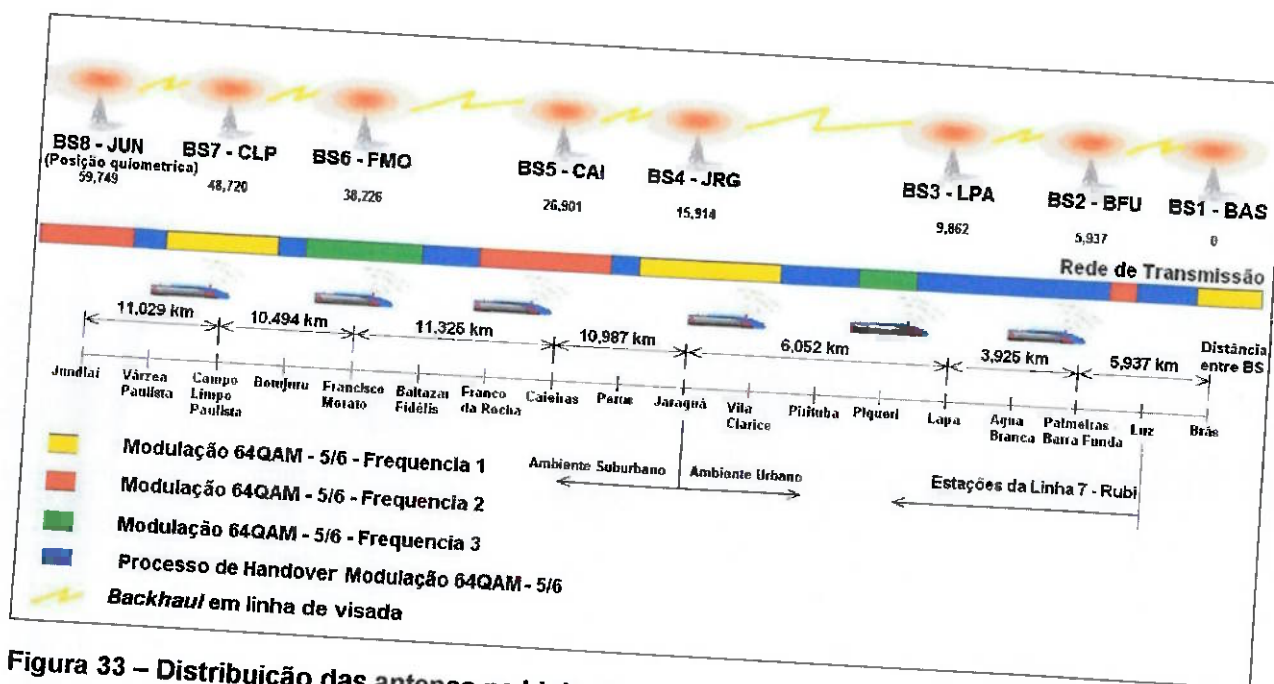 BS8 - JUN
(Posição quiometrica)
59,749
BS7 - CLP
48,720
BS6 - FMO
38,226
BS5 - CAI
26,901
BS4 - JRG
15,914
BS3 - LPA
9,862
BS2 - BFU
5,937
BS1 - BAS
0
Rede de Transmissão
11,029 km
10,494 km
11,325 km
10,987 km
6,052 km
3,925 km
5,937 km
Distância
entre BS
Jundiaí
Várzea
Paulista
Campo
Limpo
Paulista
Botujuru
Francisco
Morato
Baltazar
Fidélis
Franco
da Rocha
Caieiras
Perus
Jaraguá
Vila
Clarice
Pirituba
Piqueri
Lapa
Agua
Branca
Palmeiras
Barra Funda
Luz
Brás
Ambiente Suburbano
Ambiente Urbano
Estações da Linha 7 - Rubi
Modulação 64QAM - 5/6 - Frequencia 1
Modulação 64QAM - 5/6 - Frequencia 2
Modulação 64QAM - 5/6 - Frequencia 3
Processo de Handover Modulação 64QAM - 5/6
Backhaul em linha de visada
Figura 33 – Distribuição das antenas